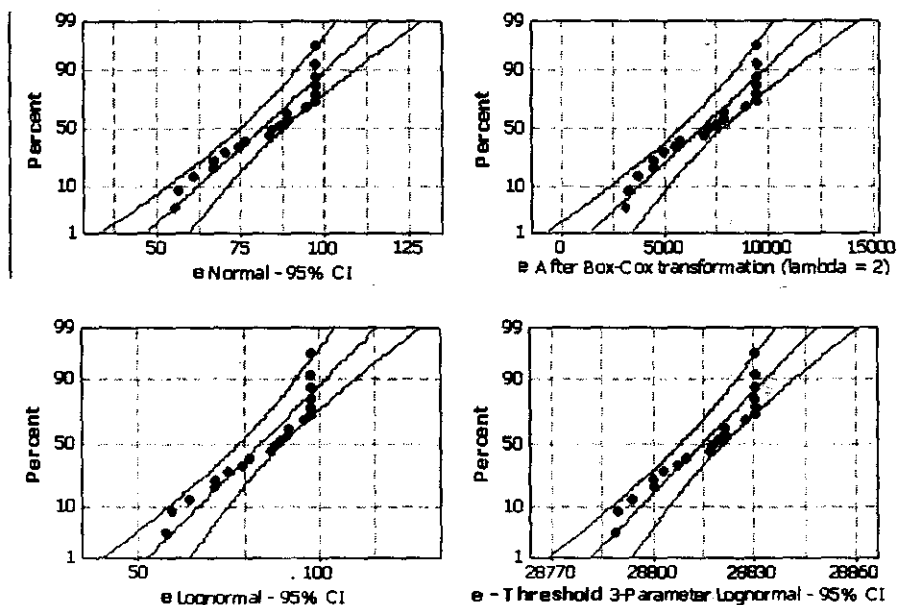 99
90
50
10
1
Percent
50 75 100 125
e Normal - 95% CI
99
90
50
10
1
Percent
0 5000 10000 15000
e After Box-Cox transformation (lambda = 2)
99
90
50
10
1
Percent
50 100
e Lognormal - 95% CI
99
90
50
10
1
Percent
28770 28800 28830 28860
e - Threshold 3-Parameter Lognormal - 95% CI